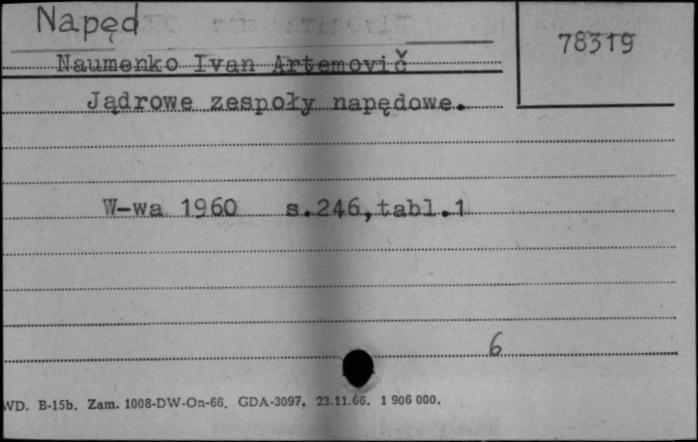 Napęd
78319
Naumenko Ivan Artemovič
Jądrowe zespoły napędowe.
W-wa 1960 s.246,tabl.1
6
WD. B-15b. Zam. 1008-DW-On-66. GDA-3097. 23.11.66. 1 906 000.